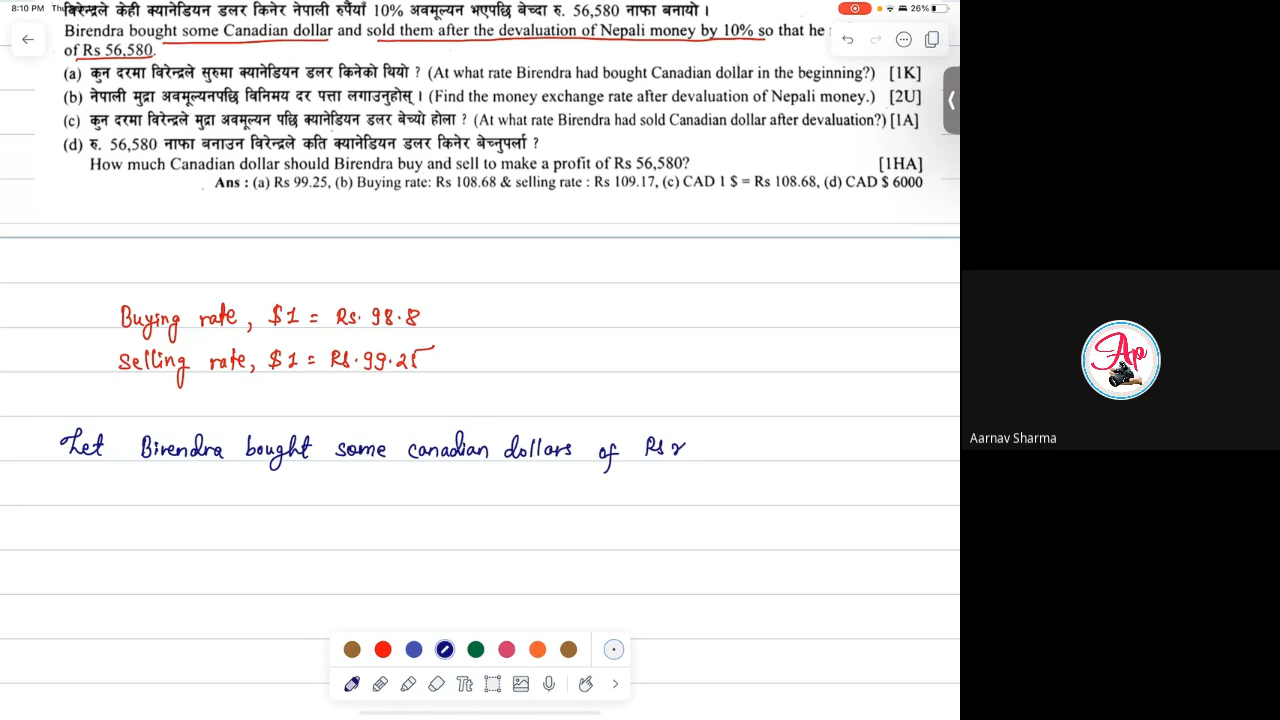 8:10 PM Thu
26%
बिरेन्द्रले केही क्यानेडियन डलर किनेर नेपाली रुपैयाँ 10% अवमूल्यन भएपछि बेच्दा रु. 56,580 नाफा बनायो ।
Birendra bought some Canadian dollar and sold them after the devaluation of Nepali money by 10% so that he
of Rs 56,580.
(a) कुन दरमा विरेन्द्रले सुरुमा क्यानेडियन डलर किनेको थियो ? (At what rate Birendra had bought Canadian dollar in the beginning?) [1K]
(b) नेपाली मुद्रा अवमूल्यनपछि विनिमय दर पत्ता लगाउनुहोस् । (Find the money exchange rate after devaluation of Nepali money.) [2U]
(c) कुन दरमा विरेन्द्रले मुद्रा अवमूल्यन पछि क्यानेडियन डलर बेच्यो होला ? (At what rate Birendra had sold Canadian dollar after devaluation?) [1A]
(d) रु. 56,580 नाफा बनाउन विरेन्द्रले कति क्यानेडियन डलर किनेर बेच्नुपर्ला ?
How much Canadian dollar should Birendra buy and sell to make a profit of Rs 56,580? [1HA]
Ans : (a) Rs 99.25, (b) Buying rate: Rs 108.68 & selling rate : Rs 109.17, (c) CAD 1 $ = Rs 108.68, (d) CAD $ 6000
Buying rate, $1 = Rs. 98.8
Selling rate, $1 = Rs. 99.25
Let Birendra bought some canadian dollars of Rs x
Tt
Ap
Aarnav Sharma